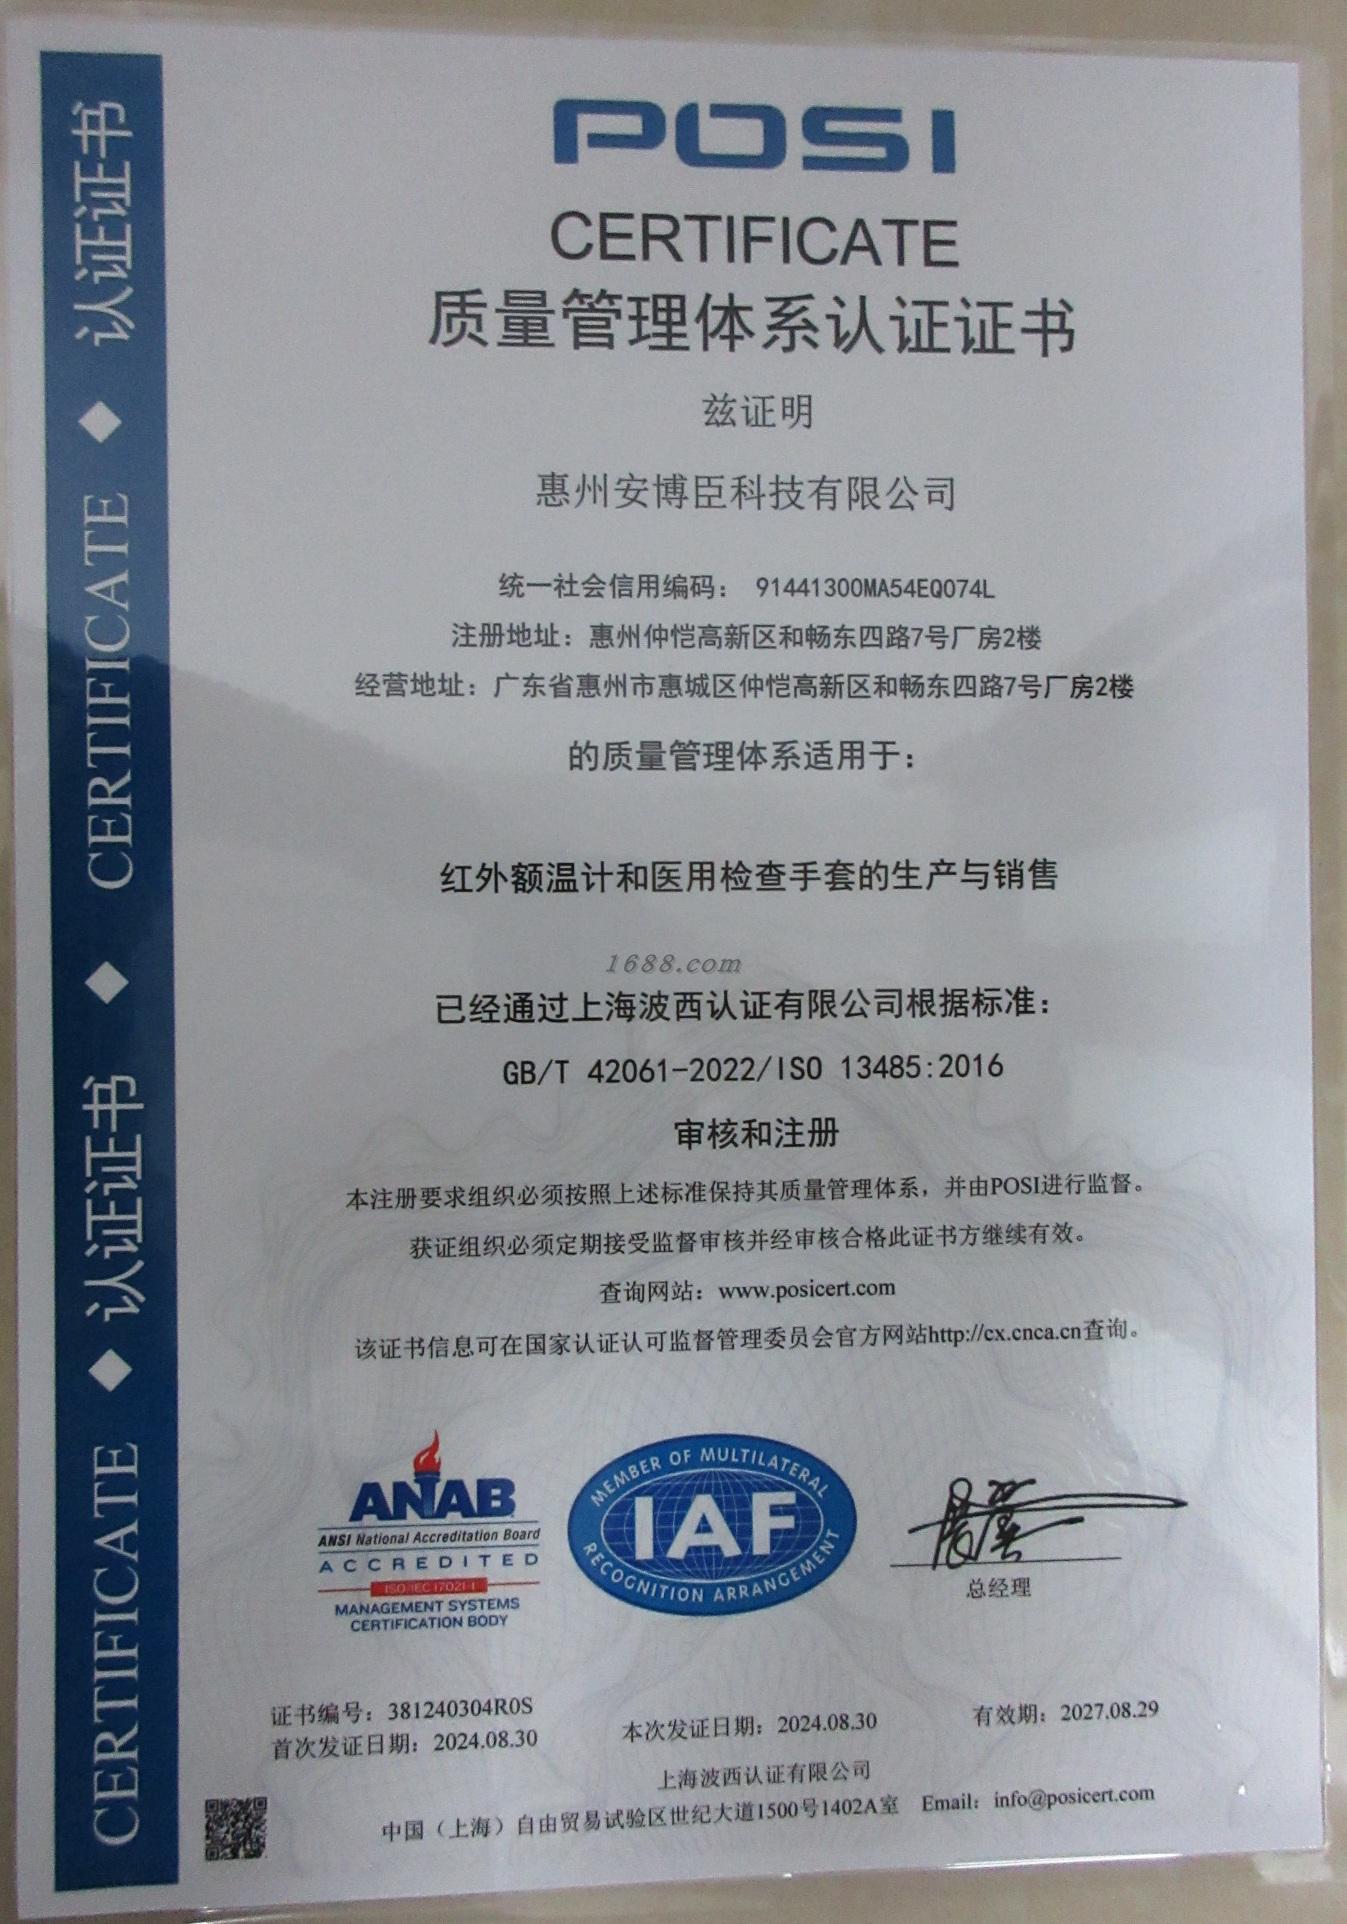 认证证书 ◆ CERTIFICATE ◆ 认证证书 ◆ CERTIFICATE
POSI
CERTIFICATE
质量管理体系认证证书
兹证明
惠州安博臣科技有限公司
统一社会信用编码： 91441300MA54EQ074L
注册地址：惠州仲恺高新区和畅东四路7号厂房2楼
经营地址：广东省惠州市惠城区仲恺高新区和畅东四路7号厂房2楼
的质量管理体系适用于：
红外额温计和医用检查手套的生产与销售
1688.com
已经通过上海波西认证有限公司根据标准：
GB/T 42061-2022/ISO 13485:2016
审核和注册
本注册要求组织必须按照上述标准保持其质量管理体系，并由POSI进行监督。
获证组织必须定期接受监督审核并经审核合格此证书方继续有效。
查询网站：www.posicert.com
该证书信息可在国家认证认可监督管理委员会官方网站http://cx.cnca.cn查询。
ANAB
ANSI National Accreditation Board
ACCREDITED
ISO/IEC 17021-1
MANAGEMENT SYSTEMS
CERTIFICATION BODY
MEMBER OF MULTILATERAL
IAF
RECOGNITION ARRANGEMENT
总经理
证书编号：381240304R0S
首次发证日期：2024.08.30
本次发证日期：2024.08.30
有效期：2027.08.29
上海波西认证有限公司
中国（上海）自由贸易试验区世纪大道1500号1402A室 Email：info@posicert.com